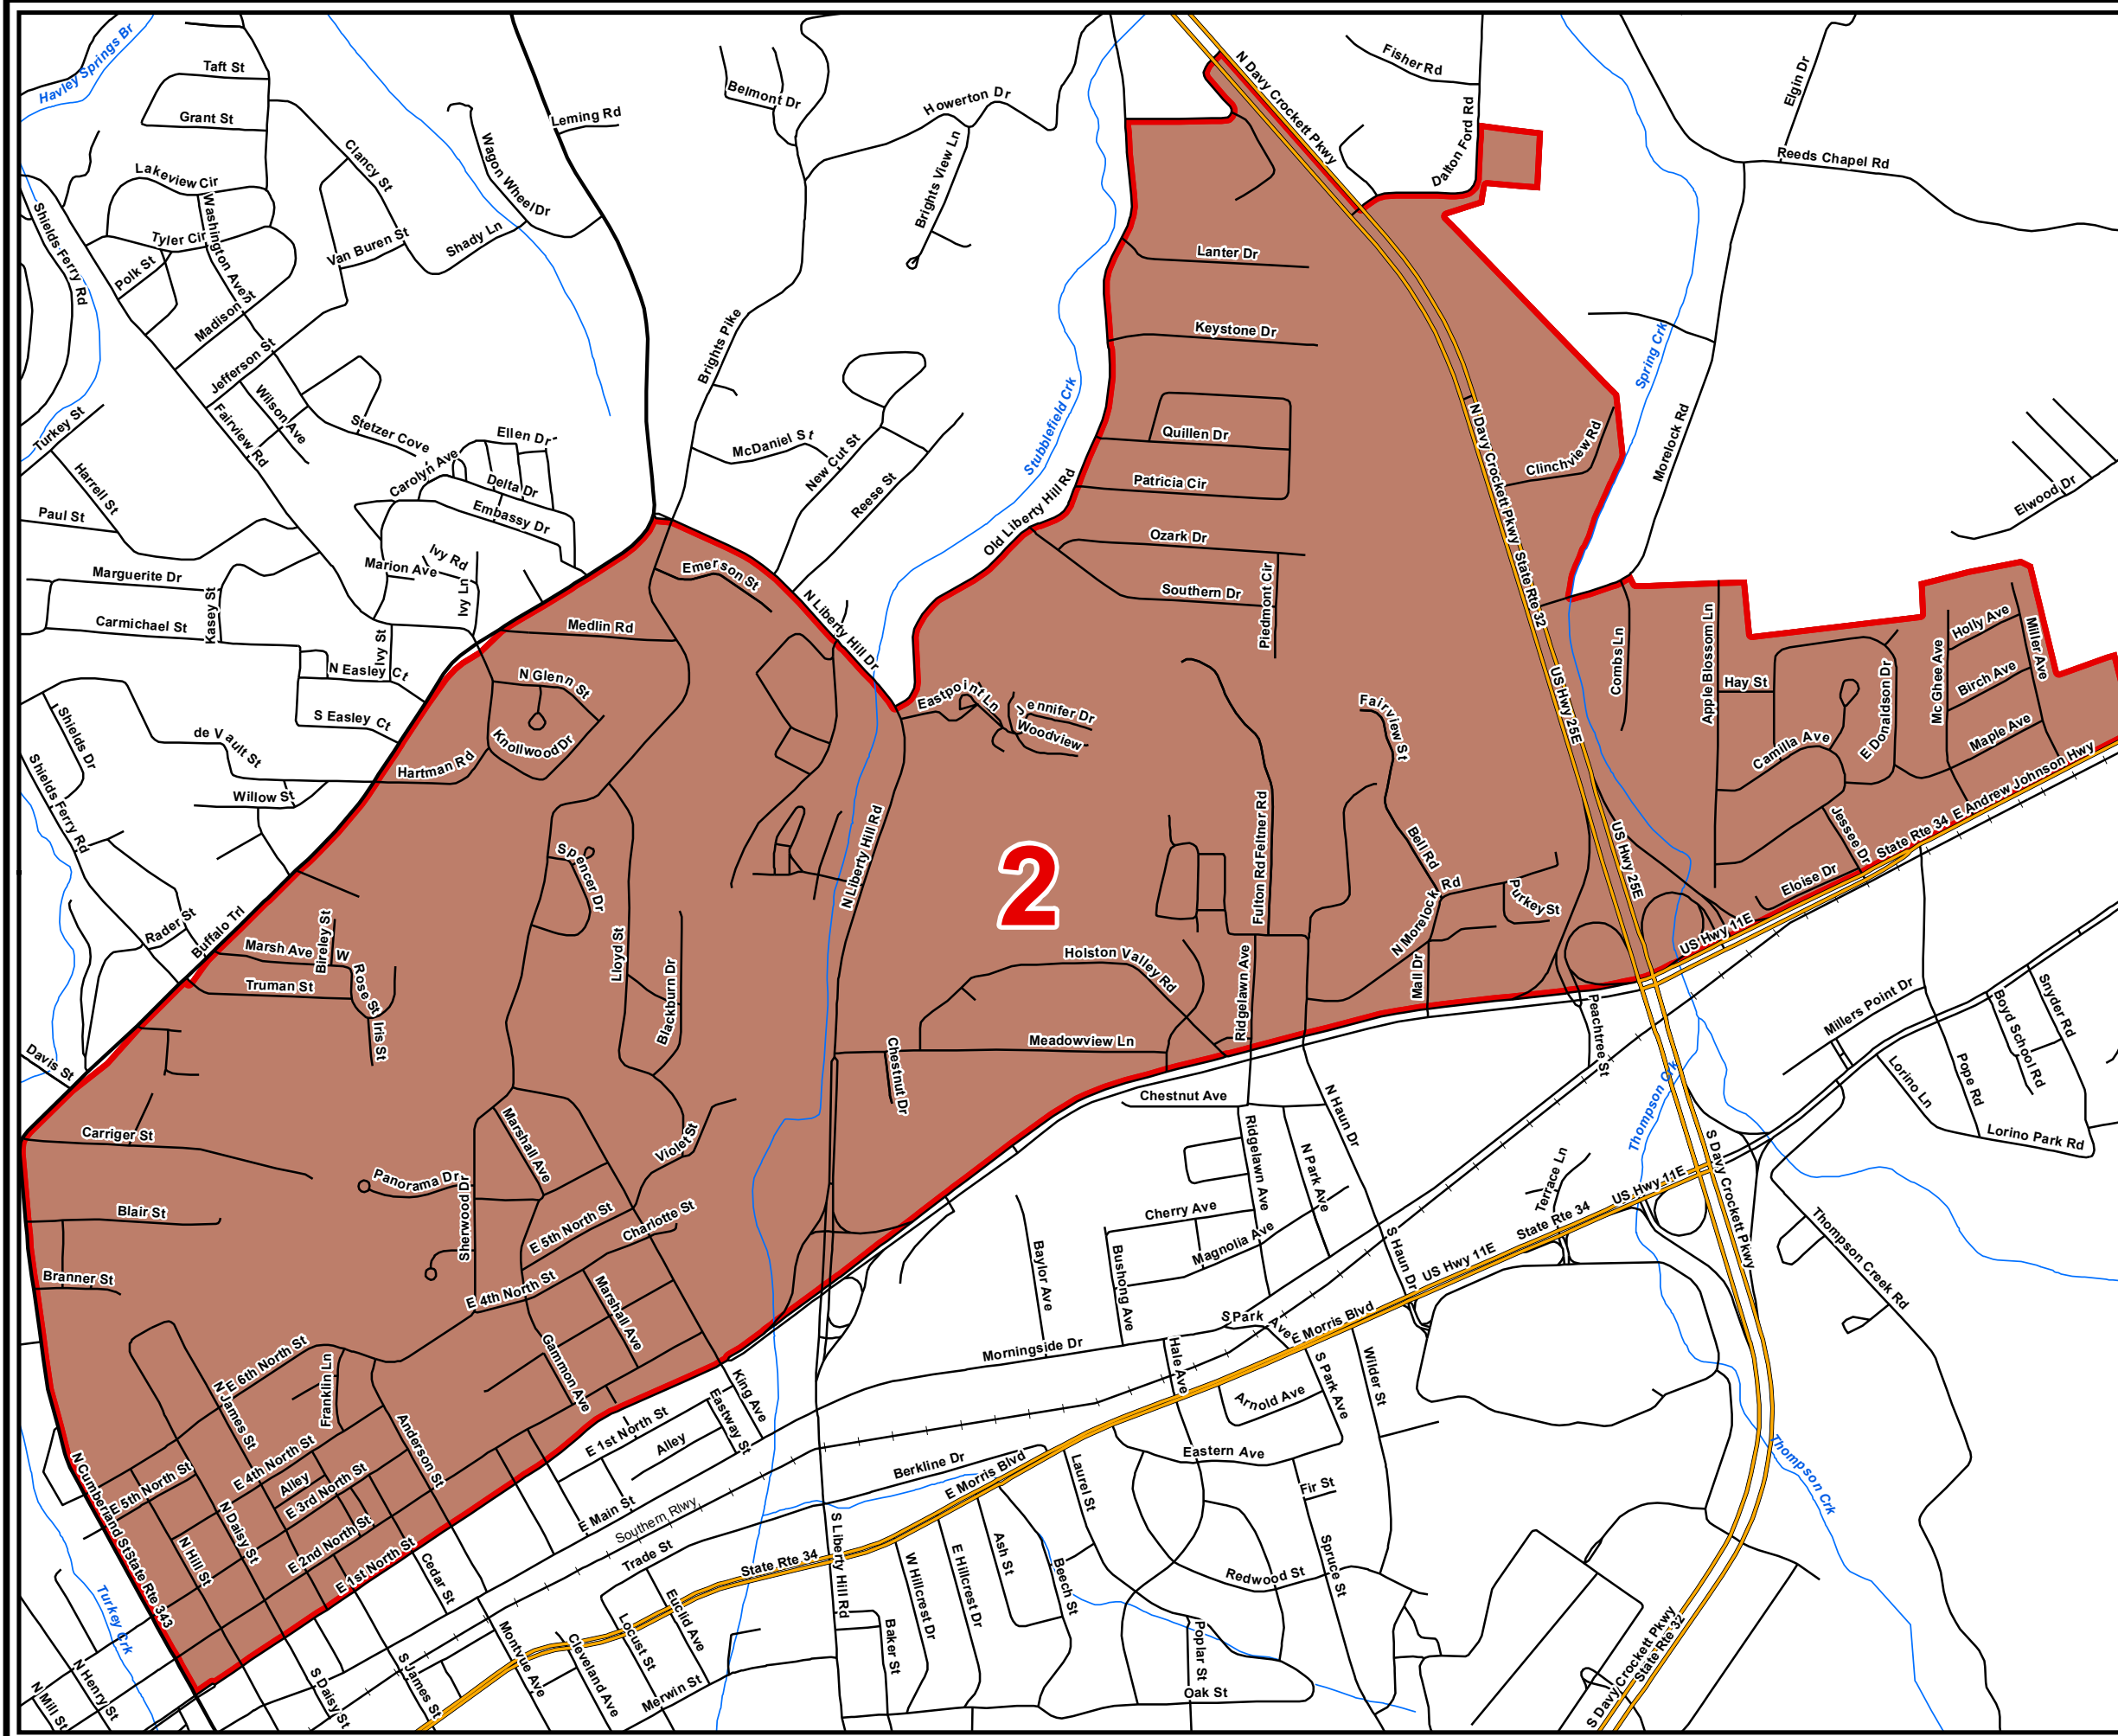 Havley Springs Br
Taft St
Grant St
Clancy St
Lakeview Cir
Washington Ave
Tyler Cir
Polk St
Madison St
Van Buren St
Shady Ln
Wagon Wheel Dr
Leming Rd
Belmont Dr
Howerton Dr
Brights View Ln
N Davy Crockett Pkwy
Fisher Rd
Dalton Ford Rd
Elgin Dr
Reeds Chapel Rd
Shields Ferry Rd
Jefferson St
Wilson Ave
Fairview Rd
Stetzer Cove
Brights Pike
Lanter Dr
Keystone Dr
Spring Crk
Turkey St
Harrell St
Paul St
Carolyn Ave
Ellen Dr
Delta Dr
Embassy Dr
McDaniel St
New Cut St
Reese St
Stubblefield Crk
Old Liberty Hill Rd
Quillen Dr
Patricia Cir
N Davy Crockett Pkwy
State Rte 32
Clinchview Rd
Morelock Rd
Elwood Dr
Marguerite Dr
Kasey St
Marion Ave
Ivy Rd
Ivy Ln
Ivy St
Carmichael St
N Easley Ct
S Easley Ct
Emerson St
Medlin Rd
N Liberty Hill Dr
Ozark Dr
Southern Dr
Piedmont Cir
US Hwy 25E
Combs Ln
Apple Blossom Ln
Hay St
Camilla Ave
E Donaldson Dr
Mc Ghee Ave
Holly Ave
Birch Ave
Maple Ave
Miller Ave
Shields Dr
Shields Ferry Rd
de Vault St
Willow St
Hartman Rd
N Glenn St
Knollwood Dr
Eastpoint Ln
Jennifer Dr
Woodview
Fairview St
Bell Rd
Fulton Rd
Feltner Rd
N Liberty Hill Rd
2
US Hwy 25E
Jesse Dr
Eloise Dr
State Rte 34
E Andrew Johnson Hwy
US Hwy 11E
Rader St
Buffalo Trl
Marsh Ave
Bireley St
W Rose St
Truman St
Iris St
Spencer Dr
Lloyd St
Blackburn Dr
Holston Valley Rd
Ridgelawn Ave
N Morelock Rd
Purkey St
Mall Dr
Meadowview Ln
Chestnut Dr
Peachtree St
Millers Point Dr
Snyder Rd
Boyd School Rd
Pope Rd
Lorino Ln
Lorino Park Rd
Davis St
Carriger St
Panorama Dr
Sherwood Dr
Marshall Ave
Violet St
Blair St
Branner St
E 5th North St
Charlotte St
E 4th North St
Marshall Ave
Gammon Ave
Chestnut Ave
N Haun Dr
Ridgelawn Ave
N Park Ave
Cherry Ave
Magnolia Ave
Bushong Ave
Baylor Ave
S Haun Dr
Terrace Ln
Thompson Crk
US Hwy 11E
State Rte 34
US Hwy 11E
S Davy Crockett Pkwy
Thompson Creek Rd
E 6th North St
N James St
Franklin Ln
Anderson St
E 4th North St
Alley
E 3rd North St
E 5th North St
N Daisy St
N Hill St
E 2nd North St
E 1st North St
N Cumberland St
State Rte 343
King Ave
Eastway St
E 1st North St
Alley
E Main St
Southern Rlwy
Cedar St
Morningside Dr
S Park Ave
E Morris Blvd
Hale Ave
Arnold Ave
S Park Ave
Wilder St
Eastern Ave
Fir St
Berkline Dr
E Morris Blvd
Laurel St
Trade St
State Rte 34
S Liberty Hill Rd
W Hillcrest Dr
E Hillcrest Dr
Ash St
Beech St
Redwood St
Spruce St
Poplar St
Oak St
Baker St
Euclid Ave
Locust St
Cleveland Ave
Merwin St
Montvue Ave
S James St
S Daisy St
Turkey Crk
N Henry St
N Mill St
Thompson Crk
S Davy Crockett Pkwy
State Rte 32